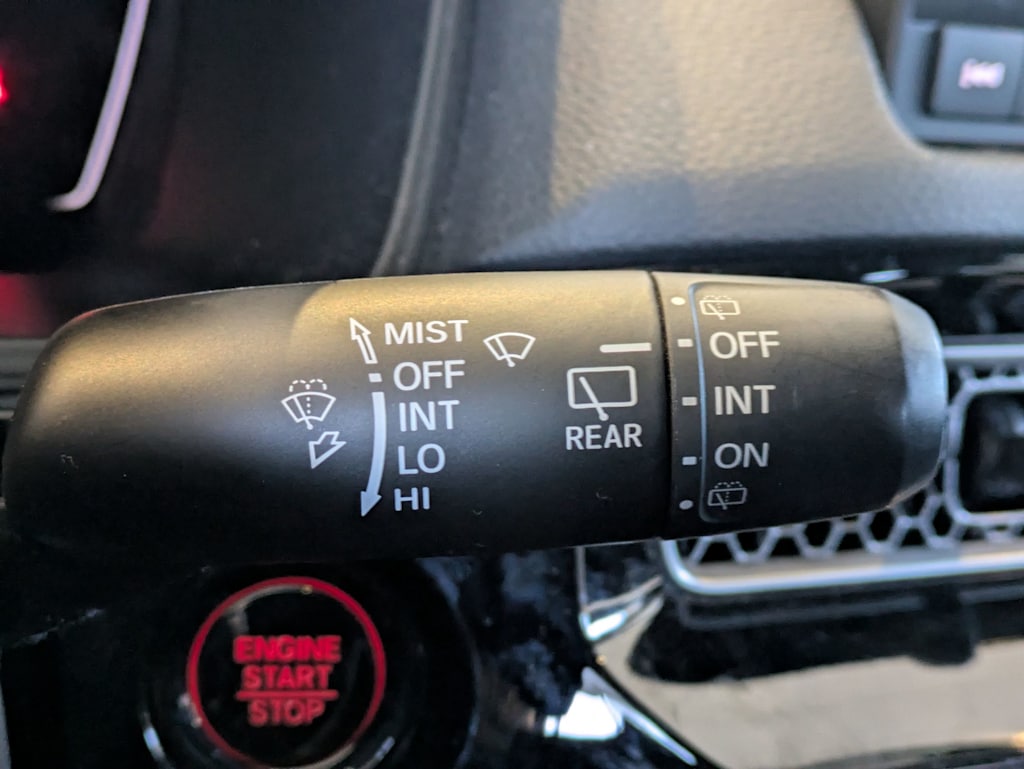 MIST
OFF
INT
LO
HI
REAR
OFF
INT
ON
ENGINE
START
STOP